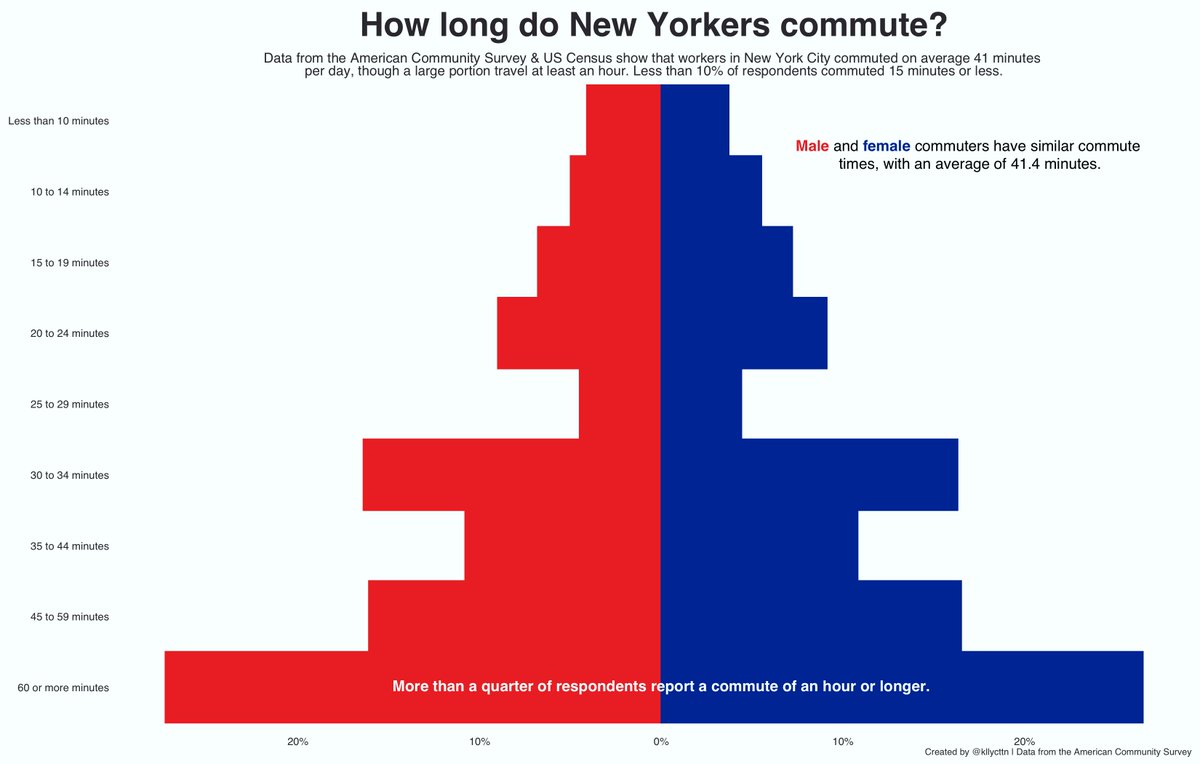 How long do New Yorkers commute?
Data from the American Community Survey & US Census show that workers in New York City commuted on average 41 minutes
per day, though a large portion travel at least an hour. Less than 10% of respondents commuted 15 minutes or less.
Less than 10 minutes
Male and female commuters have similar commute
times, with an average of 41.4 minutes.
10 to 14 minutes
15 to 19 minutes
20 to 24 minutes
25 to 29 minutes
30 to 34 minutes
35 to 44 minutes
45 to 59 minutes
60 or more minutes
More than a quarter of respondents report a commute of an hour or longer.
20% 10% 0% 10% 20%
Created by @kllycttn | Data from the American Community Survey